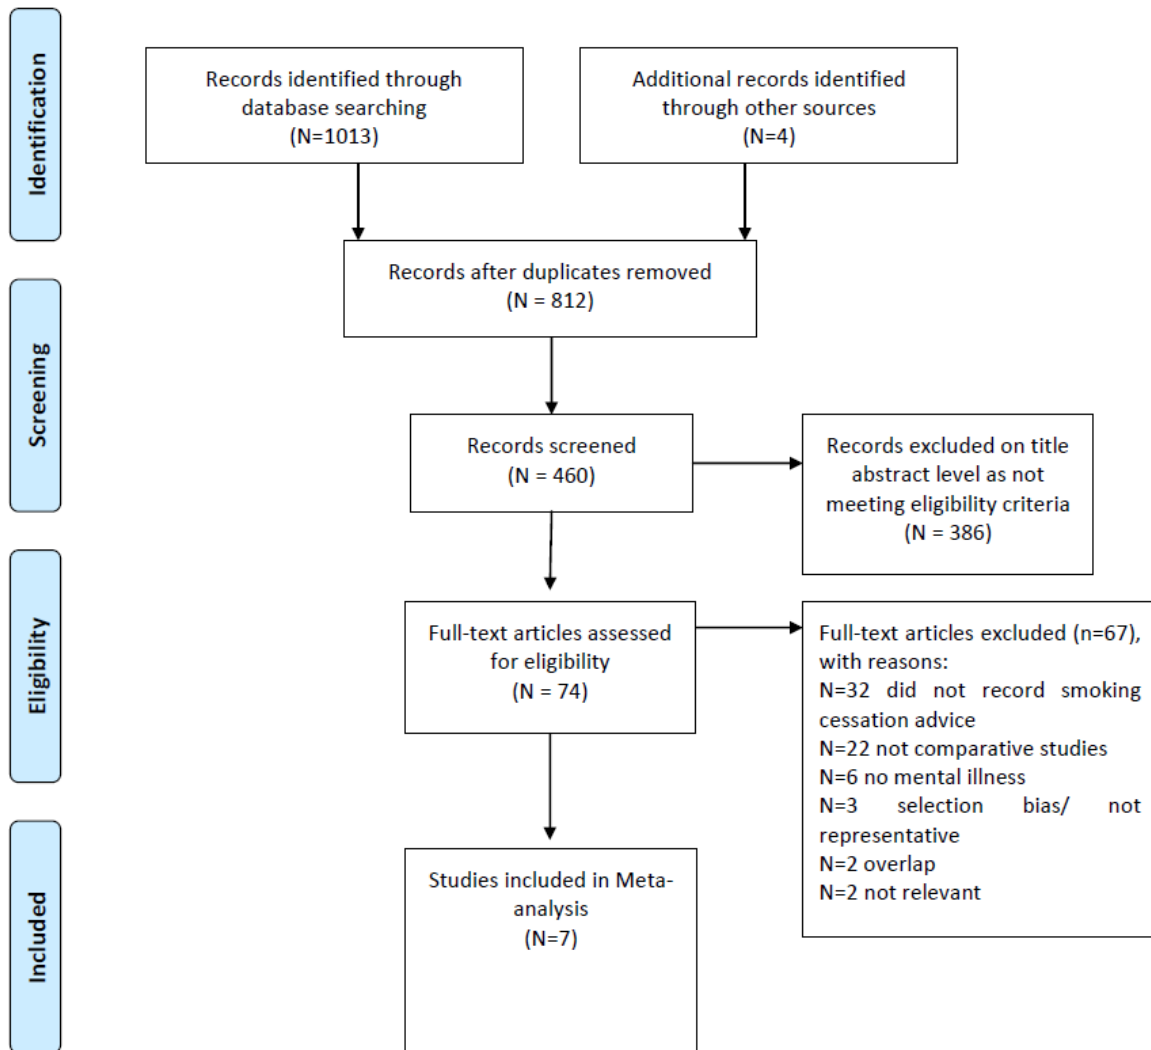 Identification
Records identified through
database searching
(N=1013)
Additional records identified
through other sources
(N=4)
Records after duplicates removed
(N = 812)
Screening
Records screened
(N = 460)
Records excluded on title
abstract level as not
meeting eligibility criteria
(N = 386)
Eligibility
Full-text articles assessed
for eligibility
(N = 74)
Full-text articles excluded (n=67),
with reasons:
N=32 did not record smoking
cessation advice
N=22 not comparative studies
N=6 no mental illness
N=3 selection bias/ not
representative
N=2 overlap
N=2 not relevant
Included
Studies included in Meta-
analysis
(N=7)